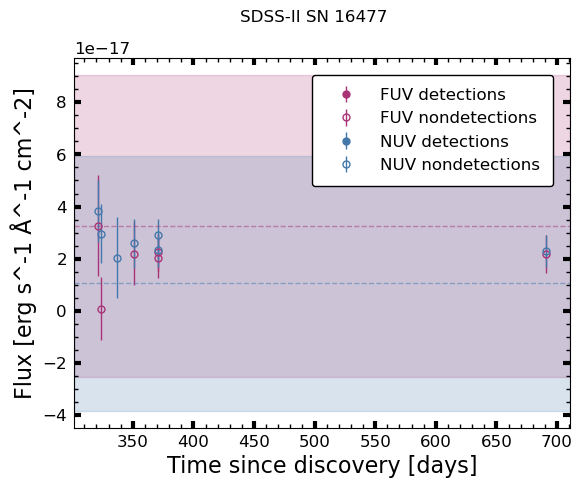 SDSS-II SN 16477
1e−17
FUV detections
FUV nondetections
NUV detections
NUV nondetections
8
6
4
2
0
−2
−4
Flux [erg s^-1 Å^-1 cm^-2]
350 400 450 500 550 600 650 700
Time since discovery [days]